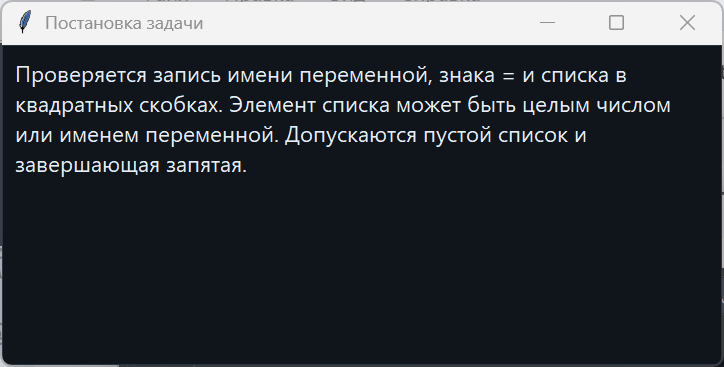 Постановка задачи
Проверяется запись имени переменной, знака = и списка в
квадратных скобках. Элемент списка может быть целым числом
или именем переменной. Допускаются пустой список и
завершающая запятая.